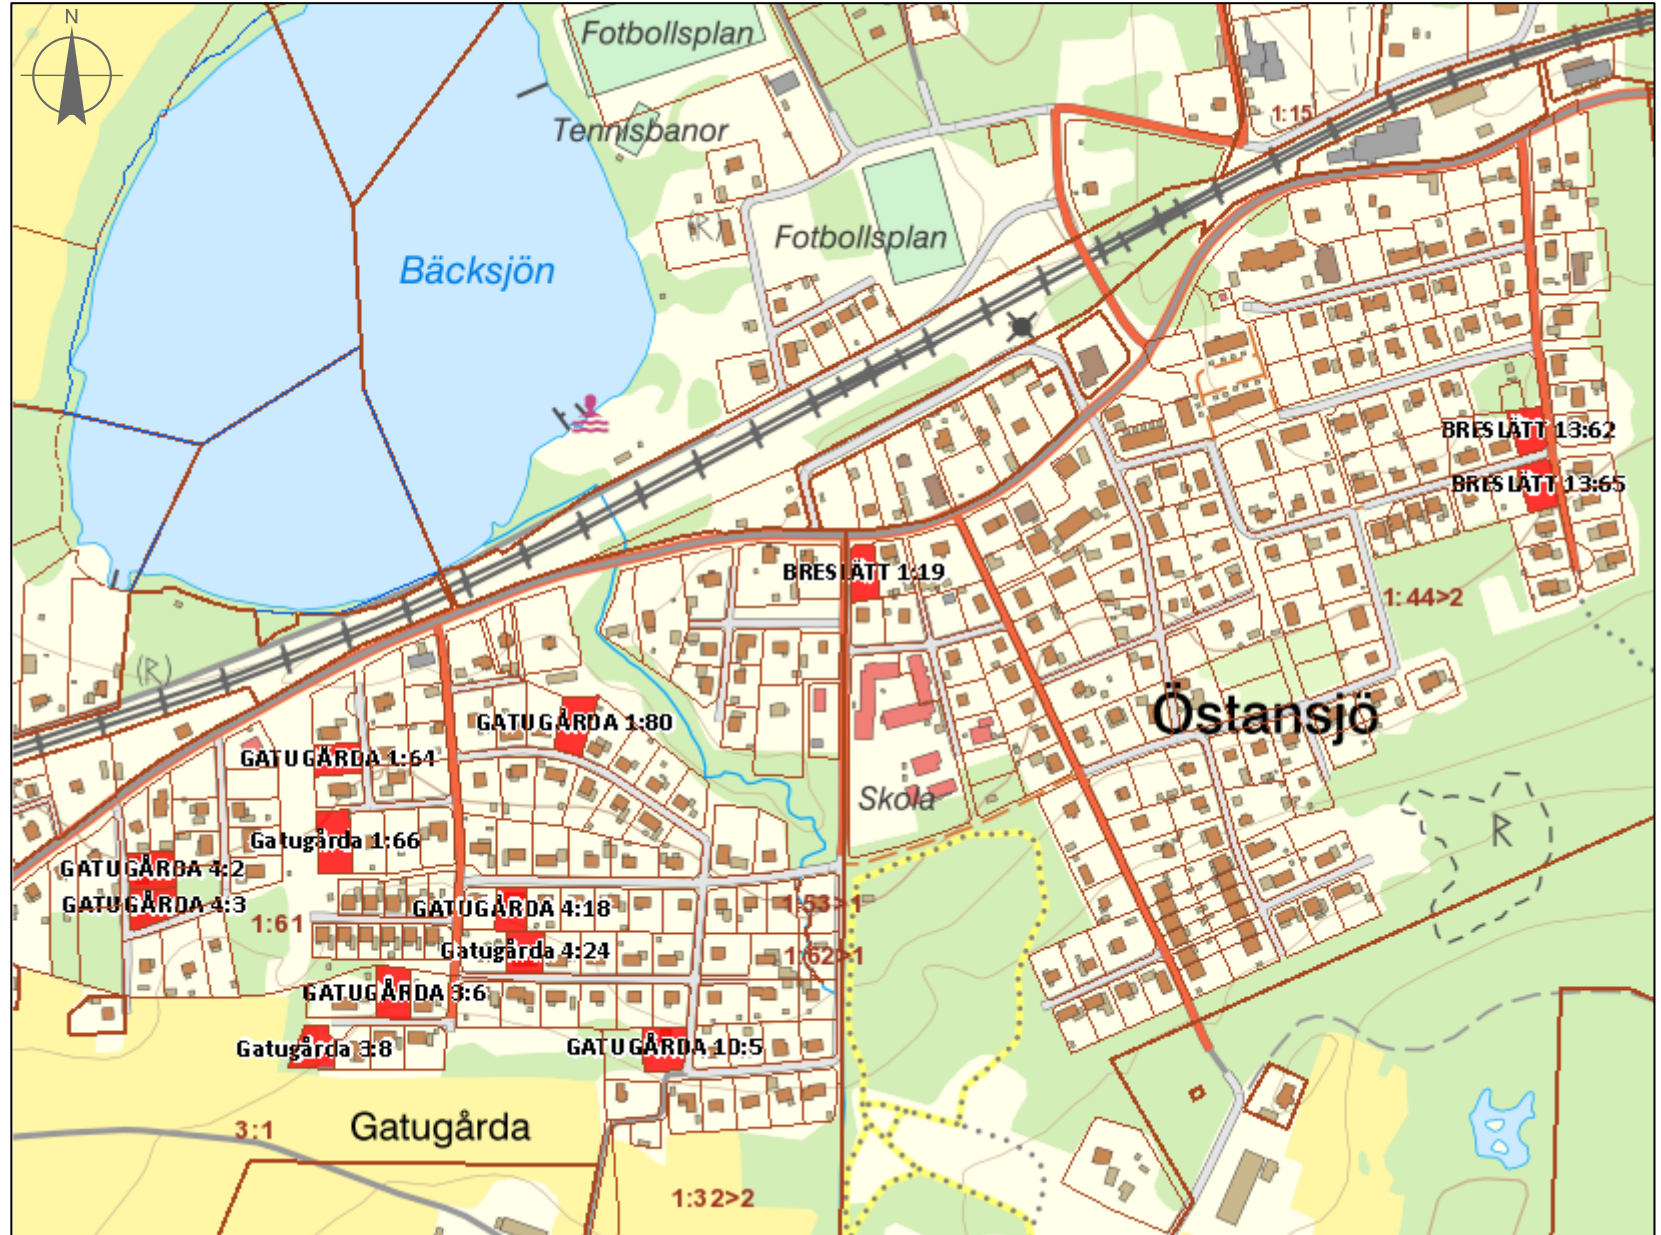 N
Fotbollsplan
1:15
Tennisbanor
(R)
Fotbollsplan
Bäcksjön
BRESLÄTT 13:62
BRESLÄTT 13:65
BRESLÄTT 1:19
1:44>2
(R)
Östansjö
GATUGÅRDA 1:80
GATUGÅRDA 1:64
Skola
R
Gatugårda 1:66
GATUGÅRDA 4:2
GATUGÅRDA 4:3
1:61
GATUGÅRDA 4:18
1:53>1
Gatugårda 4:24
1:62>1
GATUGÅRDA 3:6
Gatugårda 3:8
GATUGÅRDA 10:5
3:1
Gatugårda
1:32>2